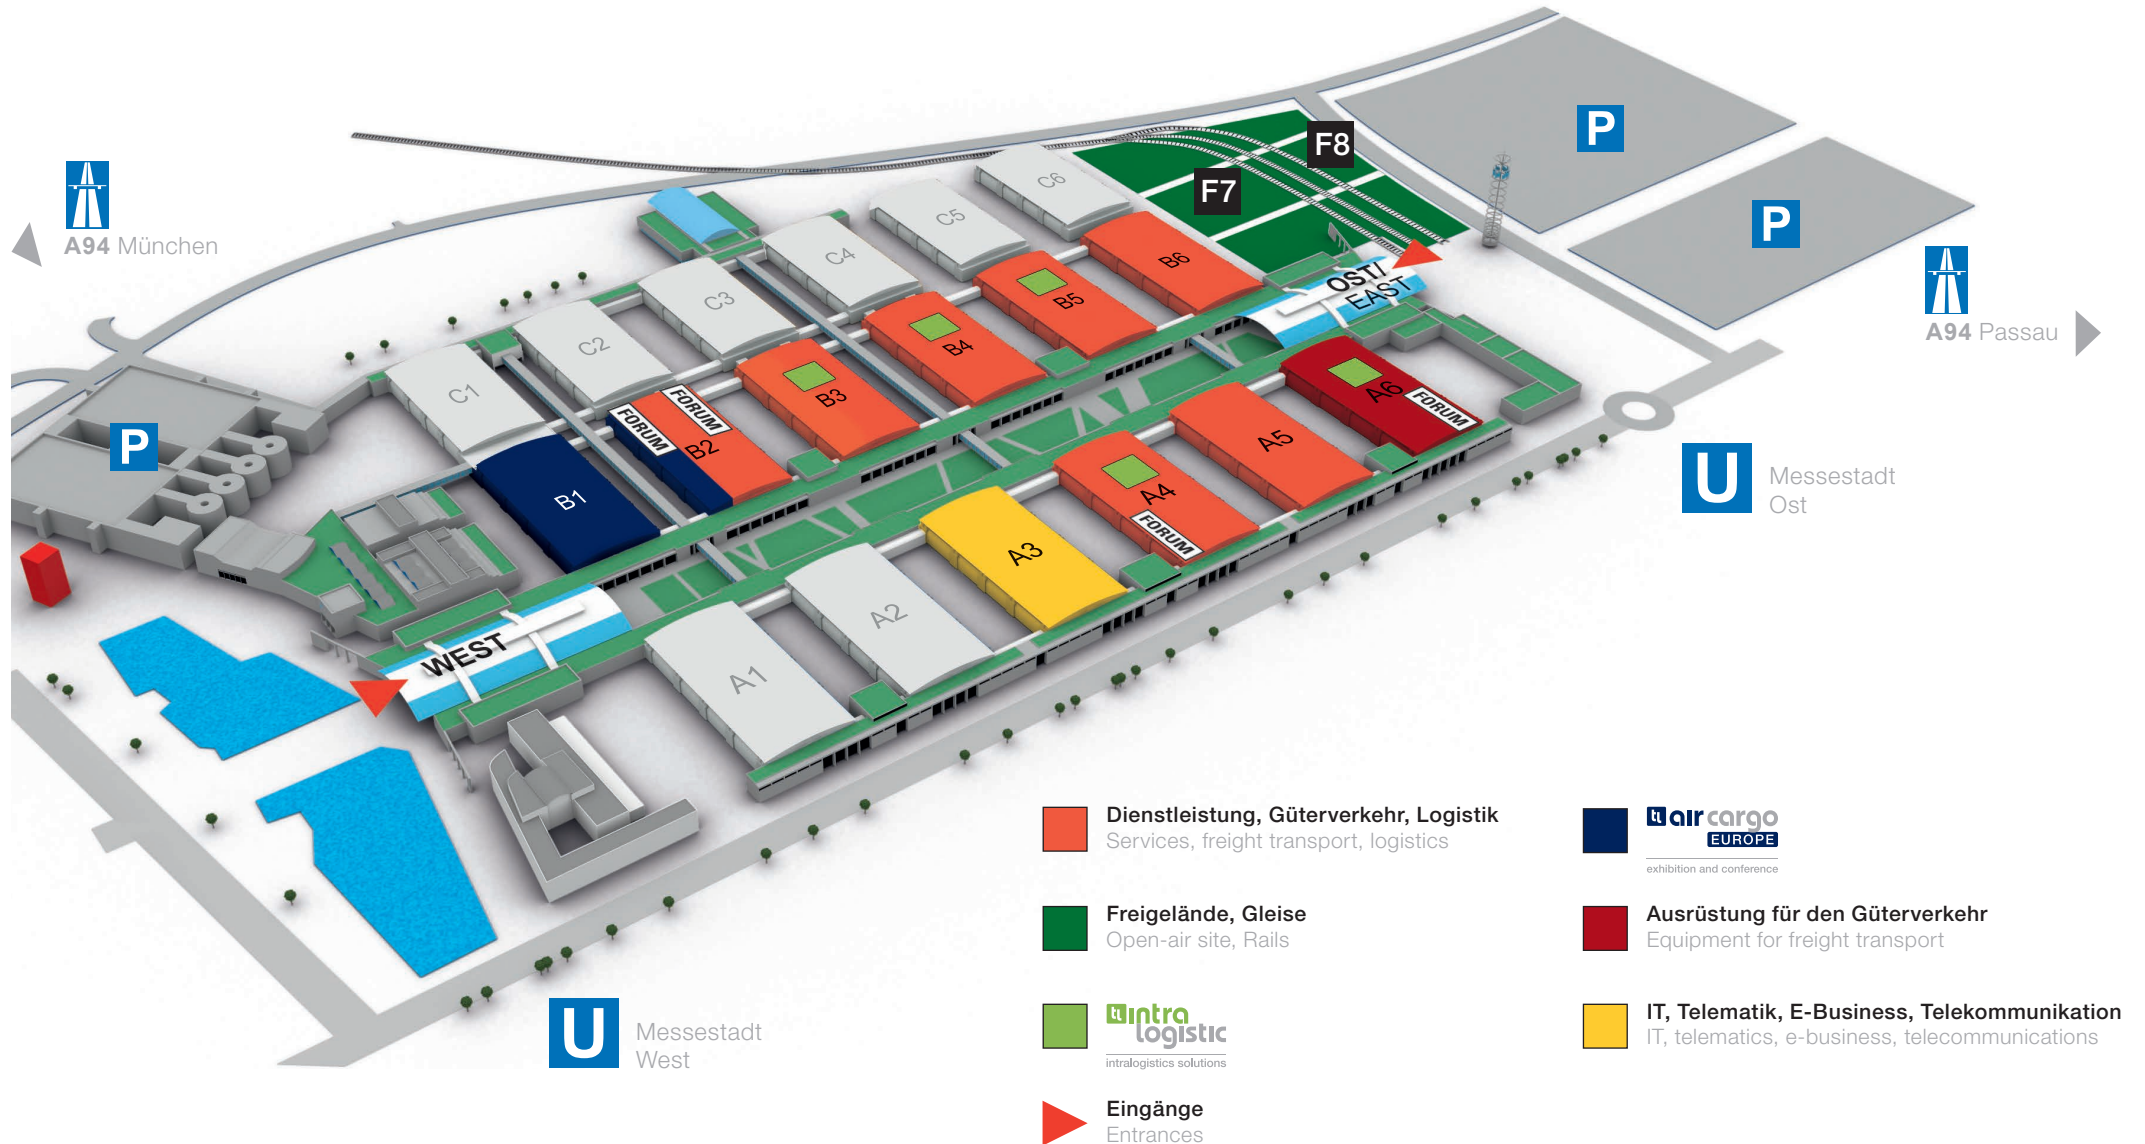 P
F8
F7
P
A94 München
A94 Passau
C6
C5
C4
C3
C2
C1
B6
B5
B4
B3
FORUM
FORUM
B2
B1
OST/
EAST
A6
FORUM
A5
A4
FORUM
A3
A2
A1
P
WEST
U
Messestadt
Ost
U
Messestadt
West
Dienstleistung, Güterverkehr, Logistik
Services, freight transport, logistics
Freigelände, Gleise
Open-air site, Rails
tl intra
logistic
intralogistics solutions
Eingänge
Entrances
tl air cargo
EUROPE
exhibition and conference
Ausrüstung für den Güterverkehr
Equipment for freight transport
IT, Telematik, E-Business, Telekommunikation
IT, telematics, e-business, telecommunications